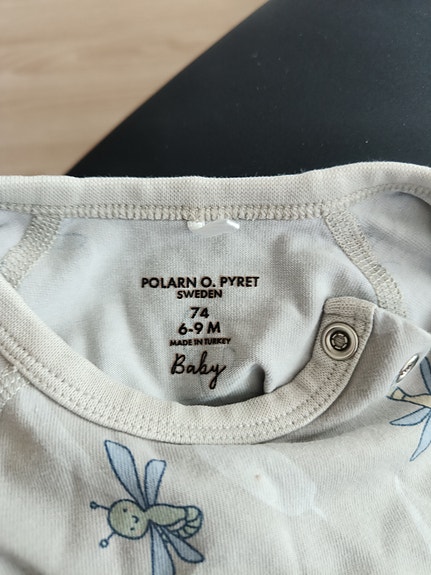 POLARN O. PYRET
SWEDEN
74
6-9 M
MADE IN TURKEY
Baby